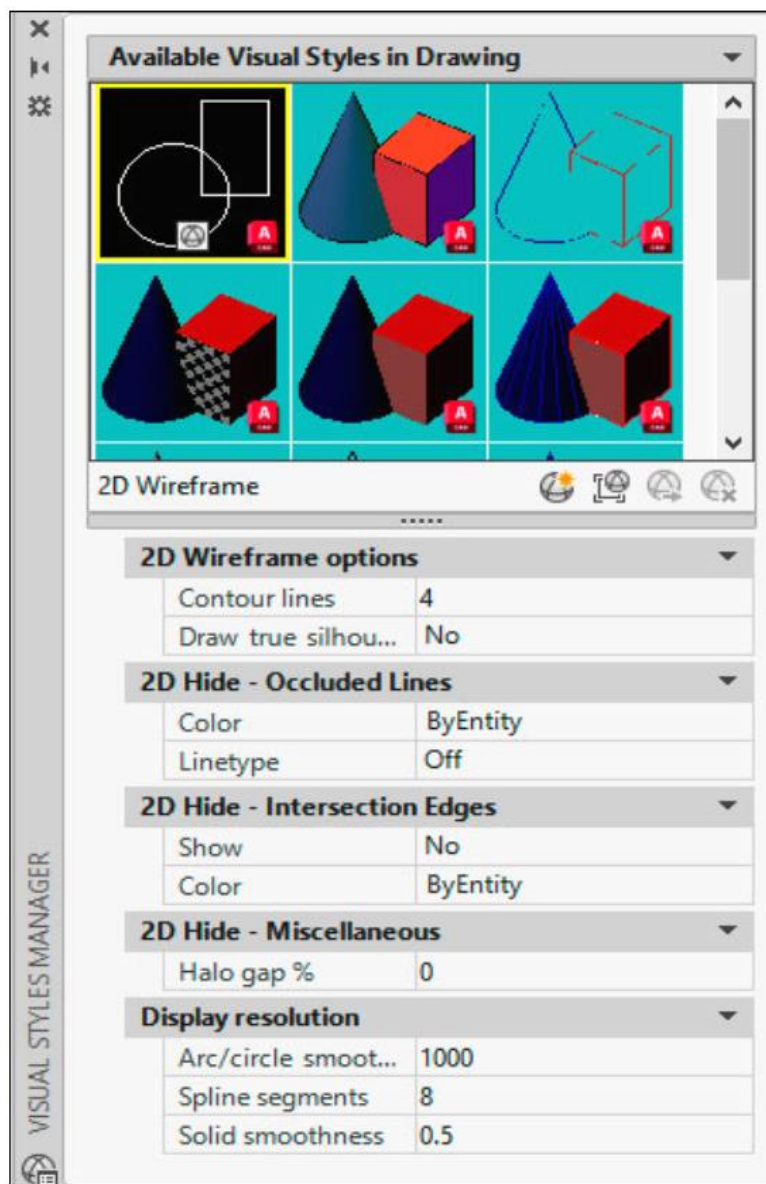 Available Visual Styles in Drawing
2D Wireframe
2D Wireframe options
Contour lines 4
Draw true silhou... No
2D Hide - Occluded Lines
Color ByEntity
Linetype Off
2D Hide - Intersection Edges
Show No
Color ByEntity
2D Hide - Miscellaneous
Halo gap % 0
Display resolution
Arc/circle smoot... 1000
Spline segments 8
Solid smoothness 0.5
VISUAL STYLES MANAGER